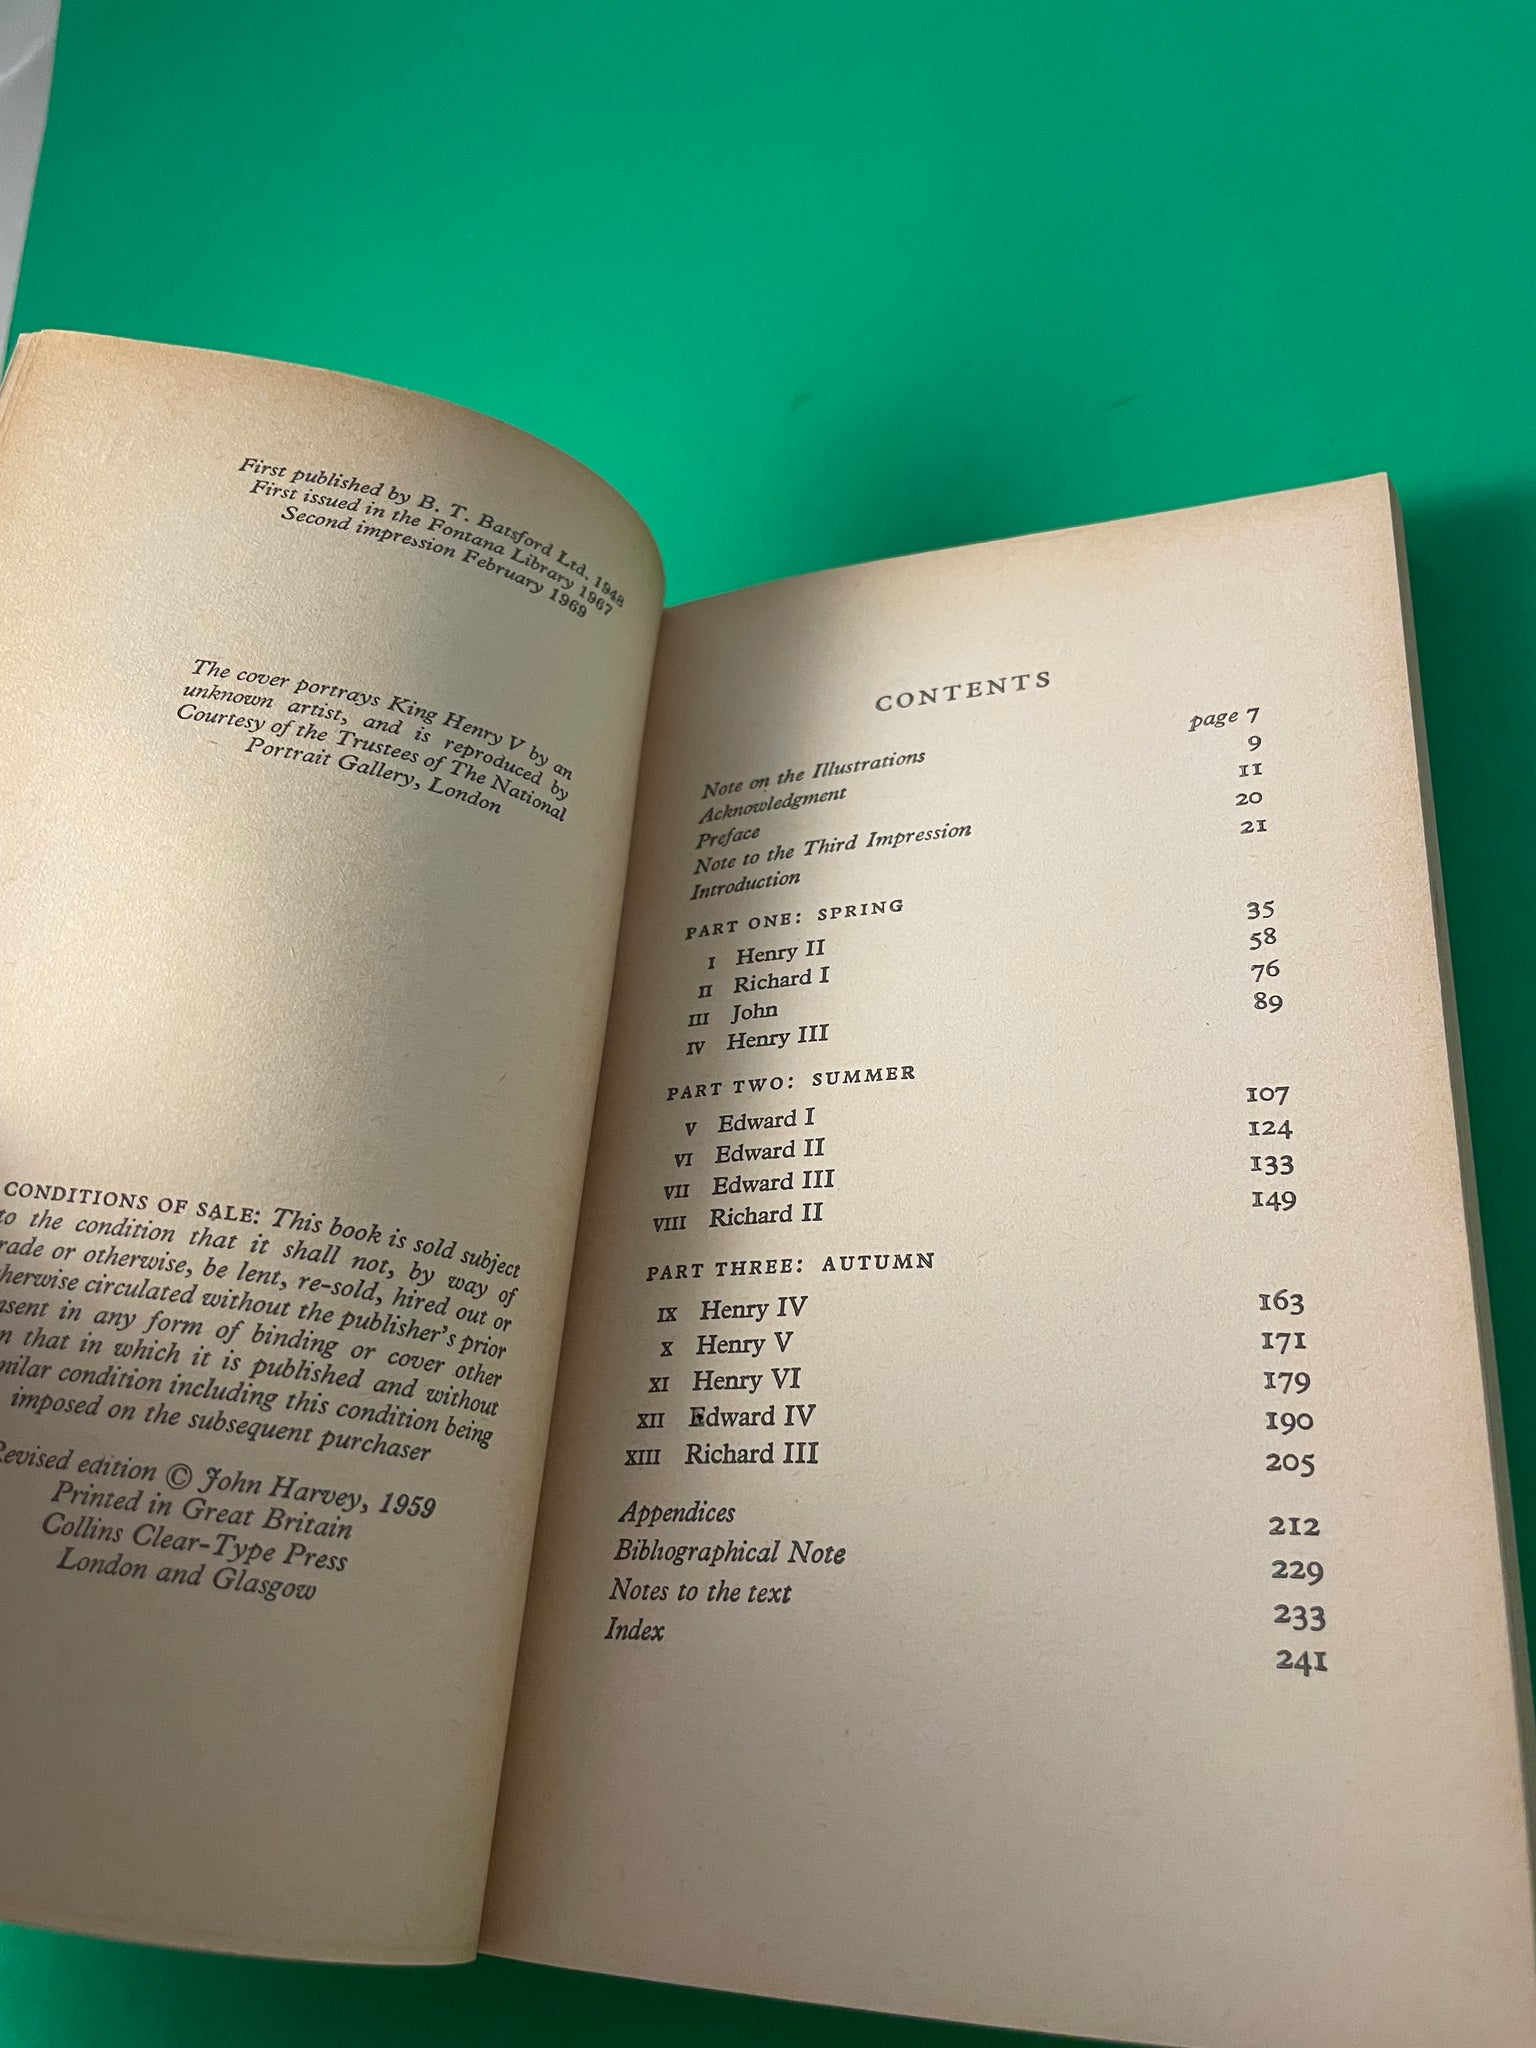 First published by B. T. Batsford Ltd. 1948
First issued in the Fontana Library 1967
Second impression February 1969
The cover portrays King Henry V by an
unknown artist, and is reproduced by
Courtesy of the Trustees of The National
Portrait Gallery, London
CONDITIONS OF SALE: This book is sold subject
to the condition that it shall not, by way of
rade or otherwise, be lent, re-sold, hired out or
herwise circulated without the publisher's prior
nsent in any form of binding or cover other
n that in which it is published and without
milar condition including this condition being
imposed on the subsequent purchaser
Revised edition © John Harvey, 1959
Printed in Great Britain
Collins Clear-Type Press
London and Glasgow
CONTENTS
Note on the Illustrations page 7
Acknowledgment 9
Preface 11
Note to the Third Impression 20
Introduction 21
PART ONE: SPRING
I Henry II 35
II Richard I 58
III John 76
IV Henry III 89
PART TWO: SUMMER
V Edward I 107
VI Edward II 124
VII Edward III 133
VIII Richard II 149
PART THREE: AUTUMN
IX Henry IV 163
X Henry V 171
XI Henry VI 179
XII Edward IV 190
XIII Richard III 205
Appendices 212
Bibliographical Note 229
Notes to the text 233
Index 241